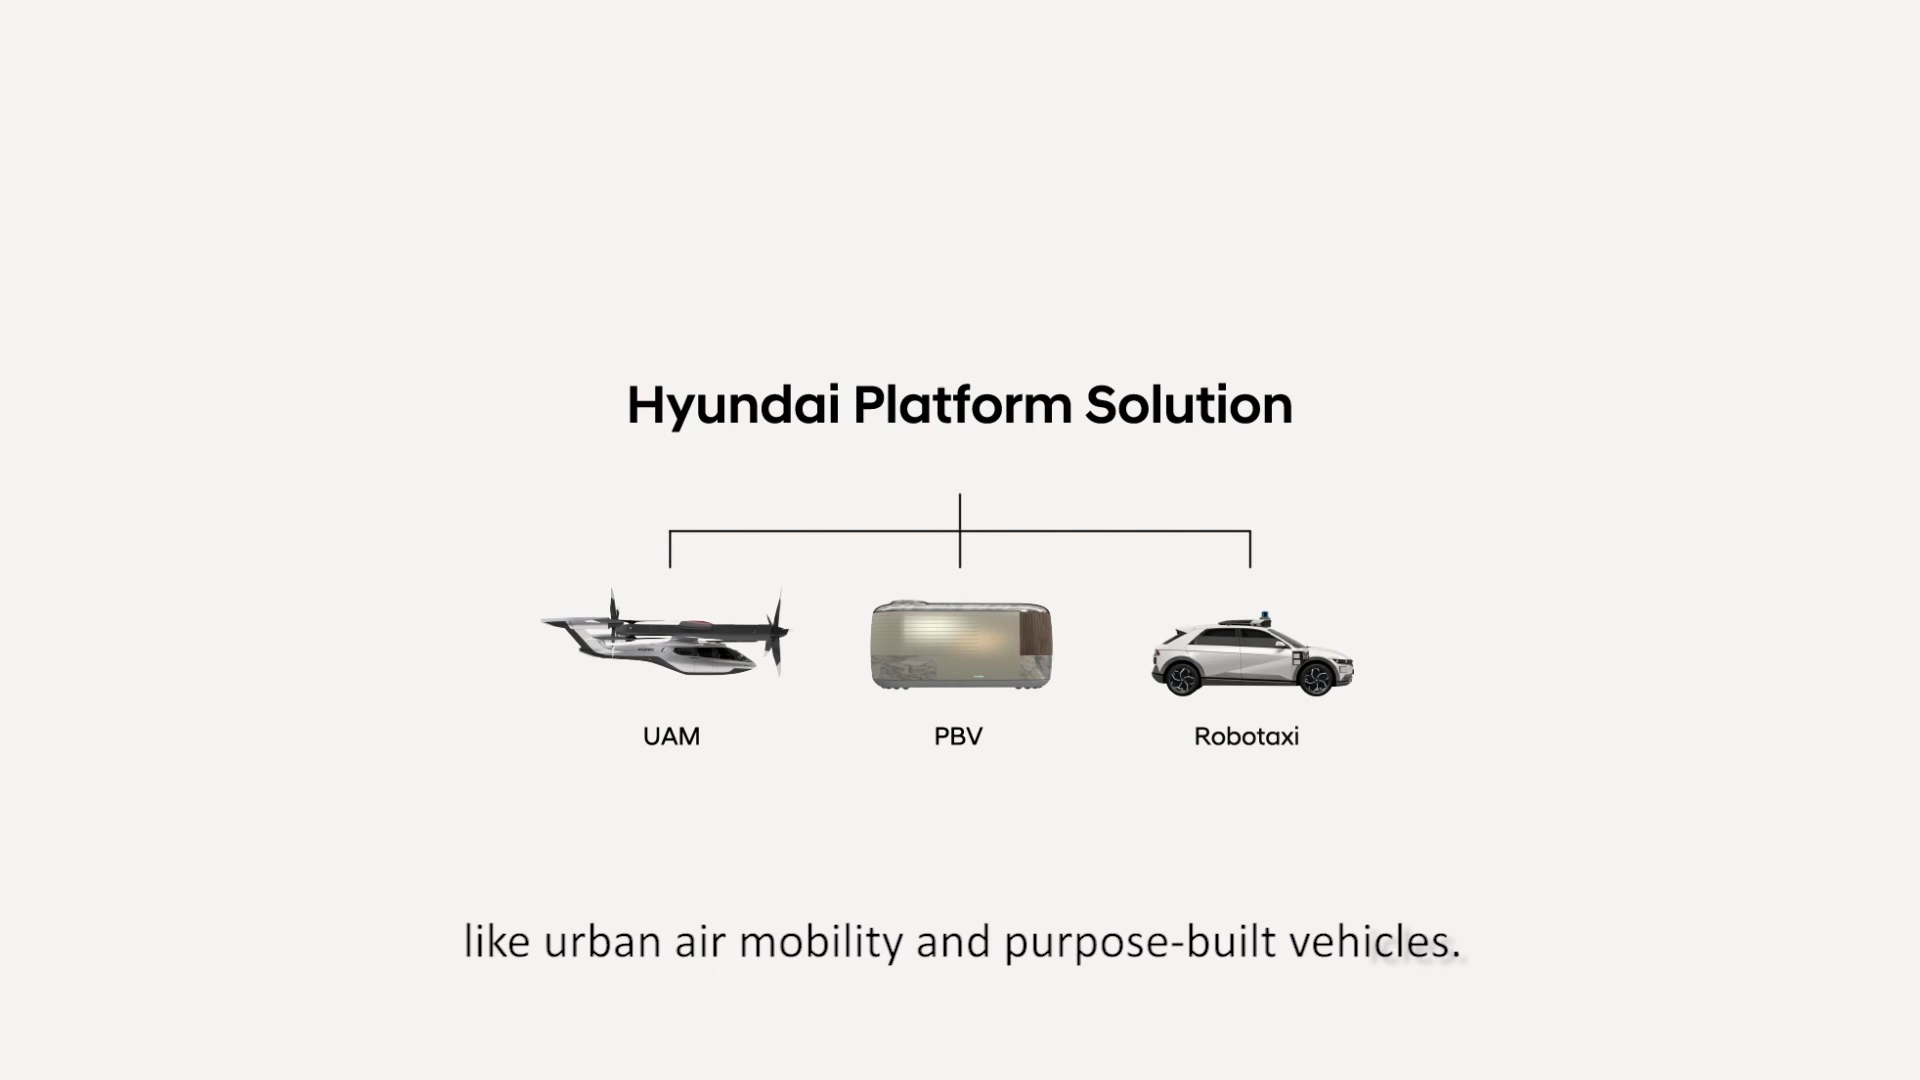 Hyundai Platform Solution
UAM
PBV
Robotaxi
like urban air mobility and purpose-built vehicles.